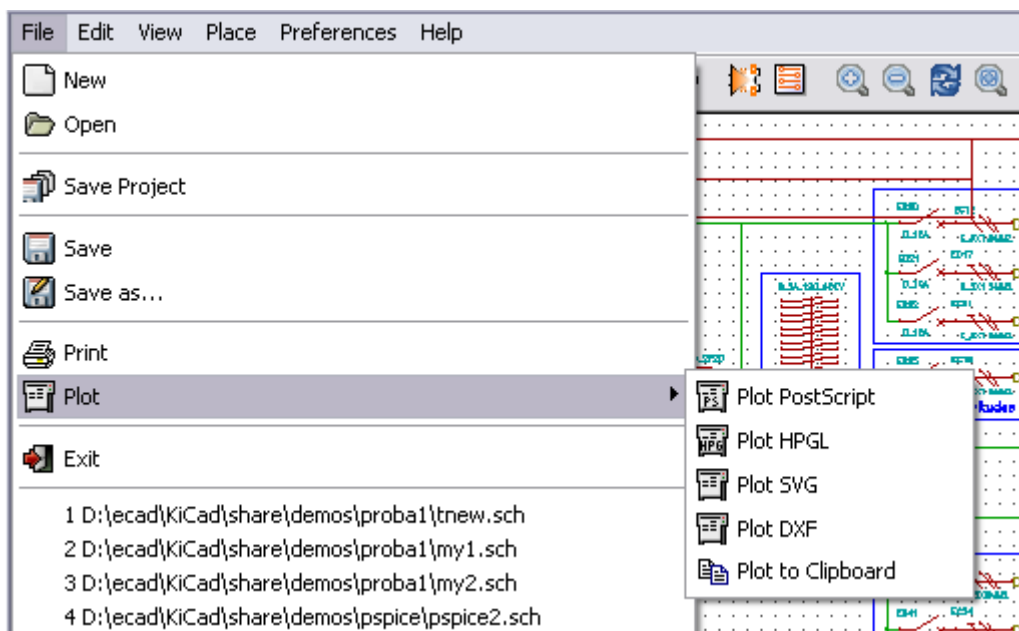 File Edit View Place Preferences Help
New
Open
Save Project
Save
Save as...
Print
Plot
Exit
1 D:\ecad\KiCad\share\demos\proba1\tnew.sch
2 D:\ecad\KiCad\share\demos\proba1\my1.sch
3 D:\ecad\KiCad\share\demos\proba1\my2.sch
4 D:\ecad\KiCad\share\demos\pspice\pspice2.sch
Plot PostScript
Plot HPGL
Plot SVG
Plot DXF
Plot to Clipboard